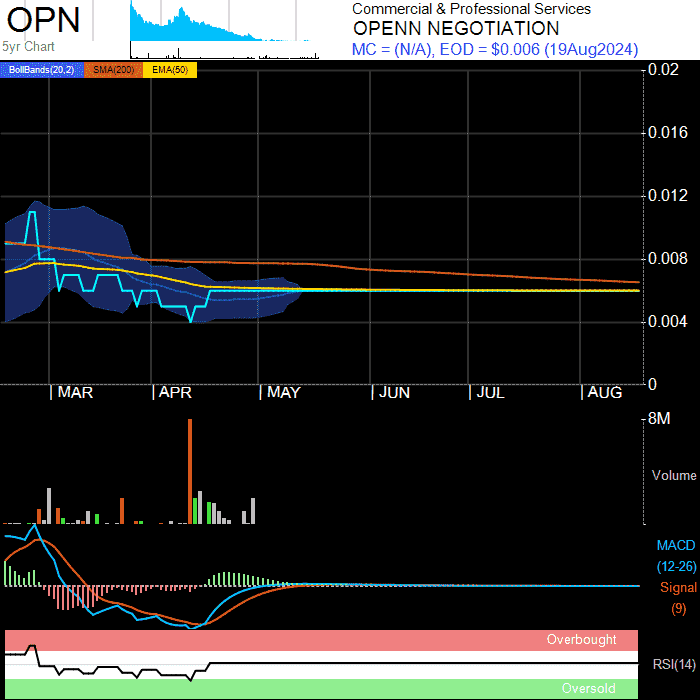 OPN
5yr Chart
Commercial & Professional Services
OPENN NEGOTIATION
MC = (N/A), EOD = $0.006 (19Aug2024)
BollBands(20,2) SMA(200) EMA(50)
0.02
0.016
0.012
0.008
0.004
0
MAR APR MAY JUN JUL AUG
8M
Volume
MACD
(12-26)
Signal
(9)
Overbought
RSI(14)
Oversold